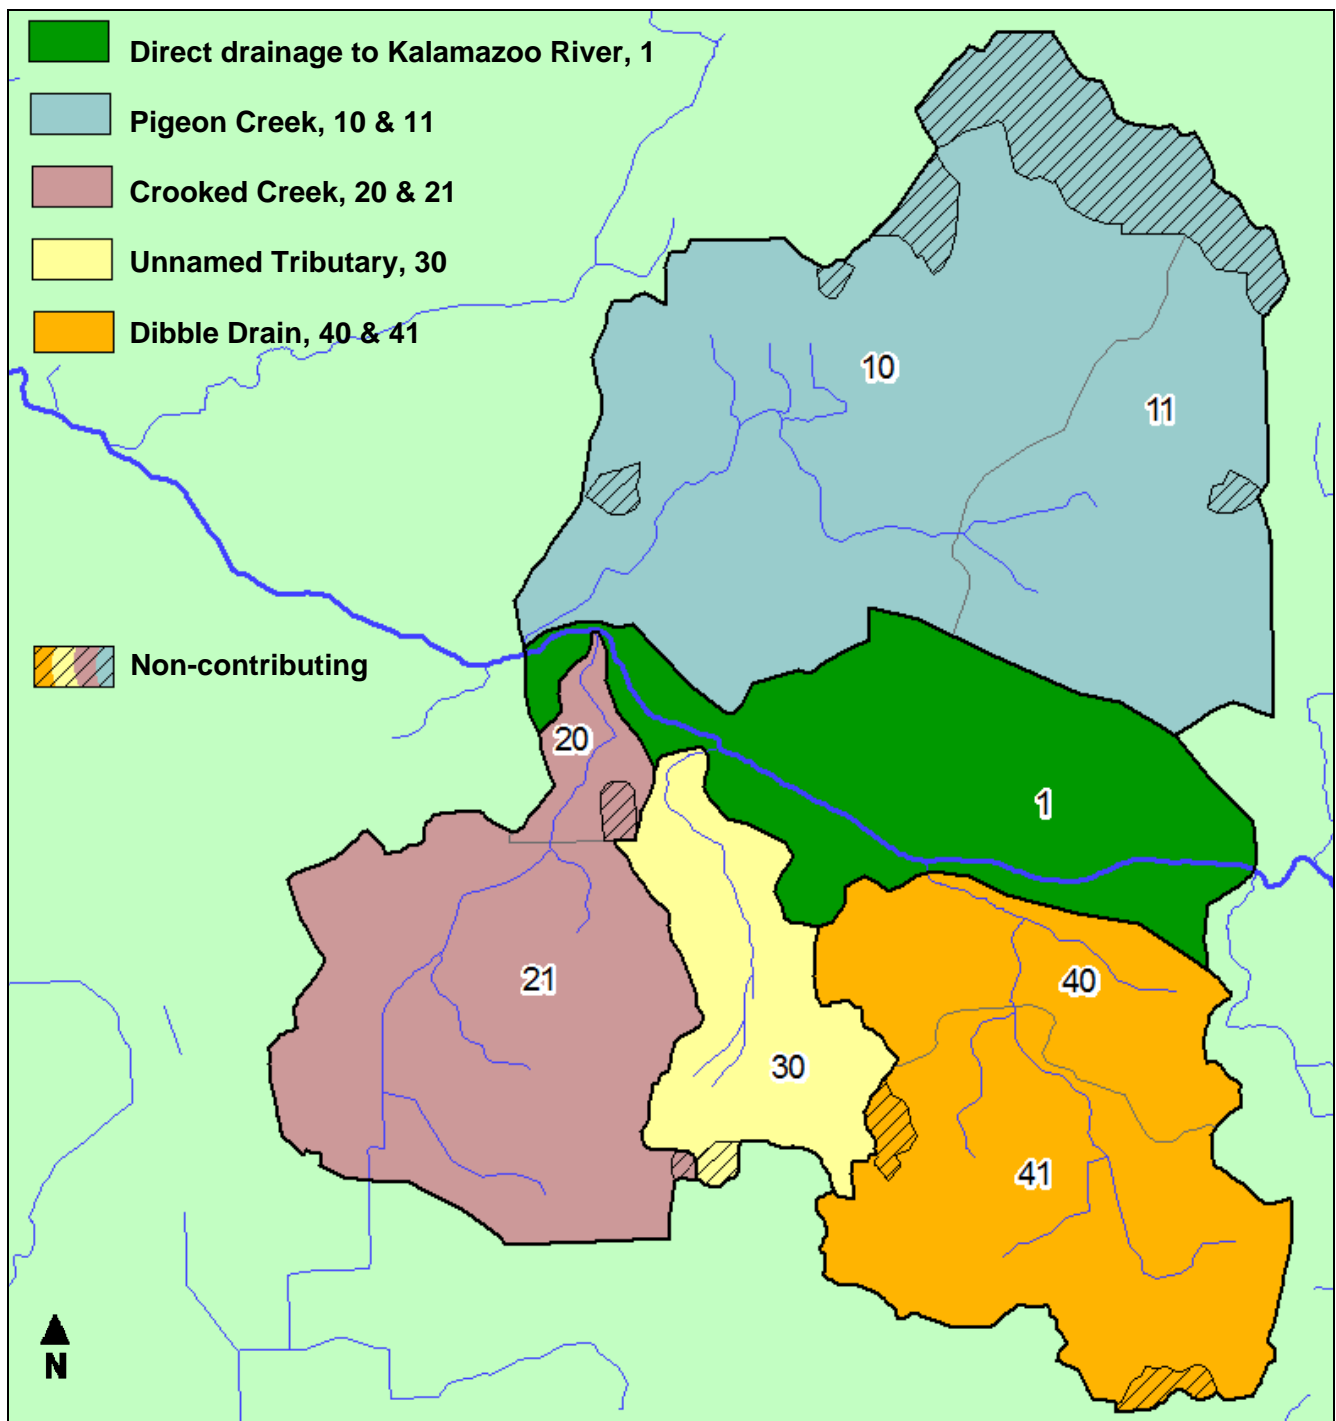 Direct drainage to Kalamazoo River, 1
Pigeon Creek, 10 & 11
Crooked Creek, 20 & 21
Unnamed Tributary, 30
Dibble Drain, 40 & 41
10
11
Non-contributing
20
1
21
40
30
41
N